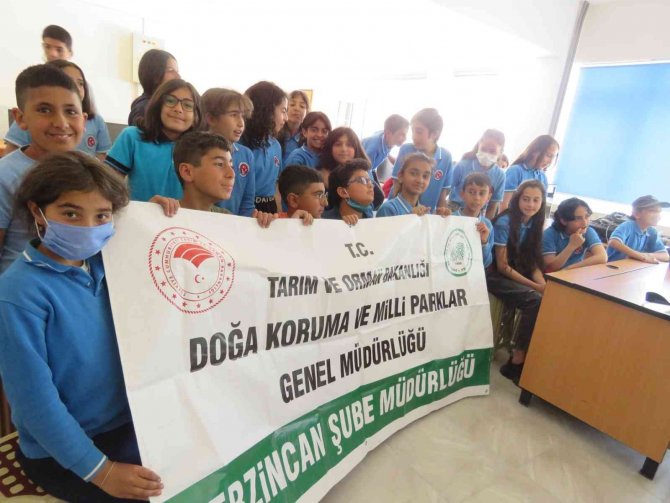 T.C.
TARIM VE ORMAN BAKANLIĞI
DOĞA KORUMA VE MİLLİ PARKLAR
GENEL MÜDÜRLÜĞÜ
ERZİNCAN ŞUBE MÜDÜRLÜĞÜ